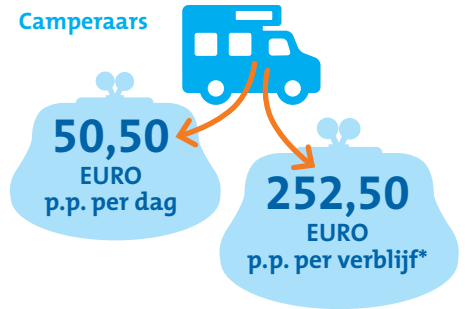 Camperaars
50,50
EURO
p.p. per dag
252,50
EURO
p.p. per verblijf*